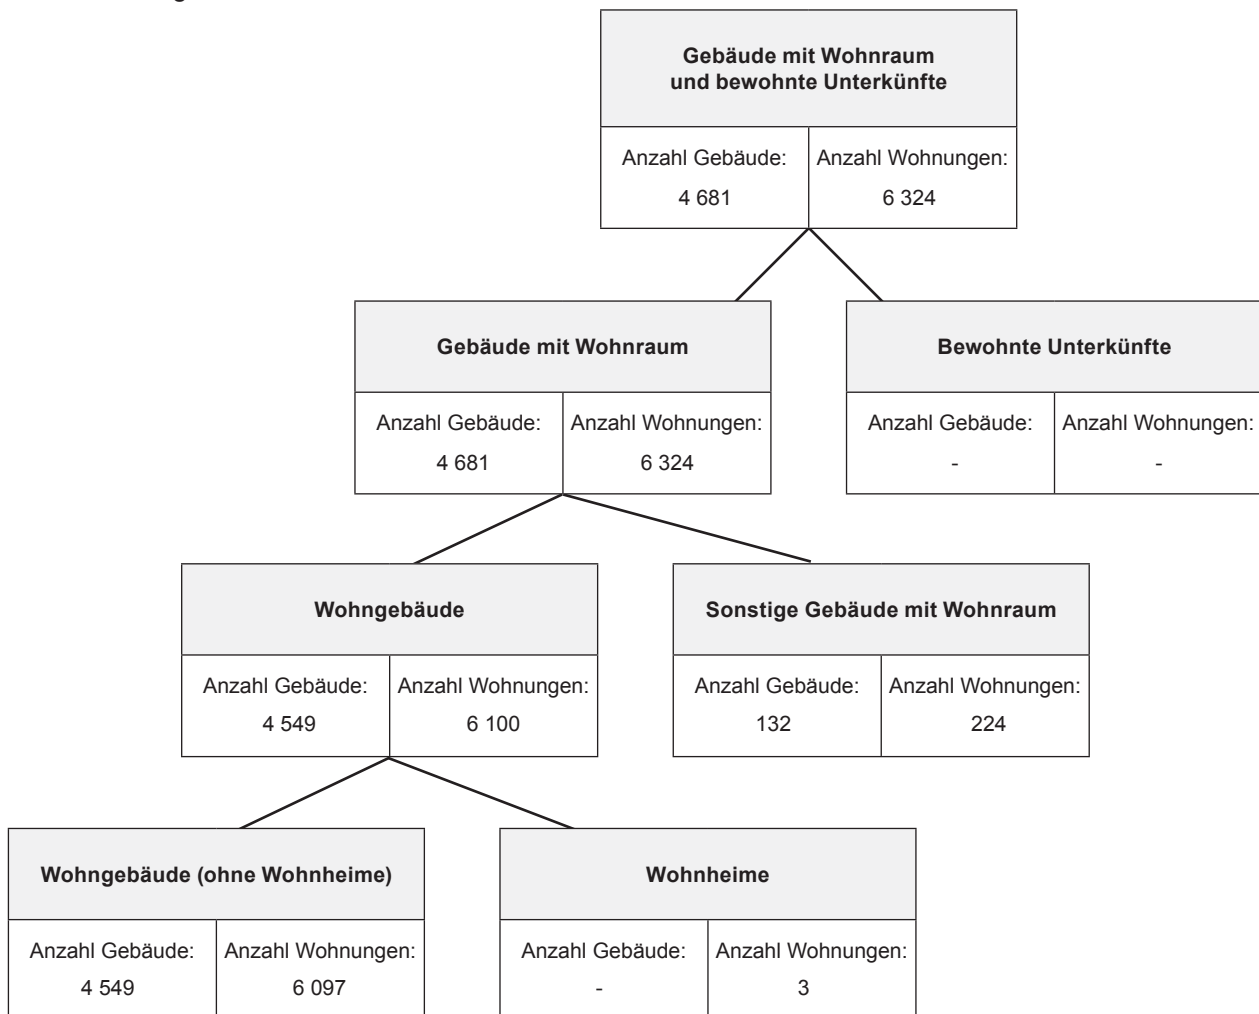 Gebäude mit Wohnraum
und bewohnte Unterkünfte
Anzahl Gebäude: Anzahl Wohnungen:
4 681 6 324
Gebäude mit Wohnraum
Anzahl Gebäude: Anzahl Wohnungen:
4 681 6 324
Bewohnte Unterkünfte
Anzahl Gebäude: Anzahl Wohnungen:
- -
Wohngebäude
Anzahl Gebäude: Anzahl Wohnungen:
4 549 6 100
Sonstige Gebäude mit Wohnraum
Anzahl Gebäude: Anzahl Wohnungen:
132 224
Wohngebäude (ohne Wohnheime)
Anzahl Gebäude: Anzahl Wohnungen:
4 549 6 097
Wohnheime
Anzahl Gebäude: Anzahl Wohnungen:
- 3